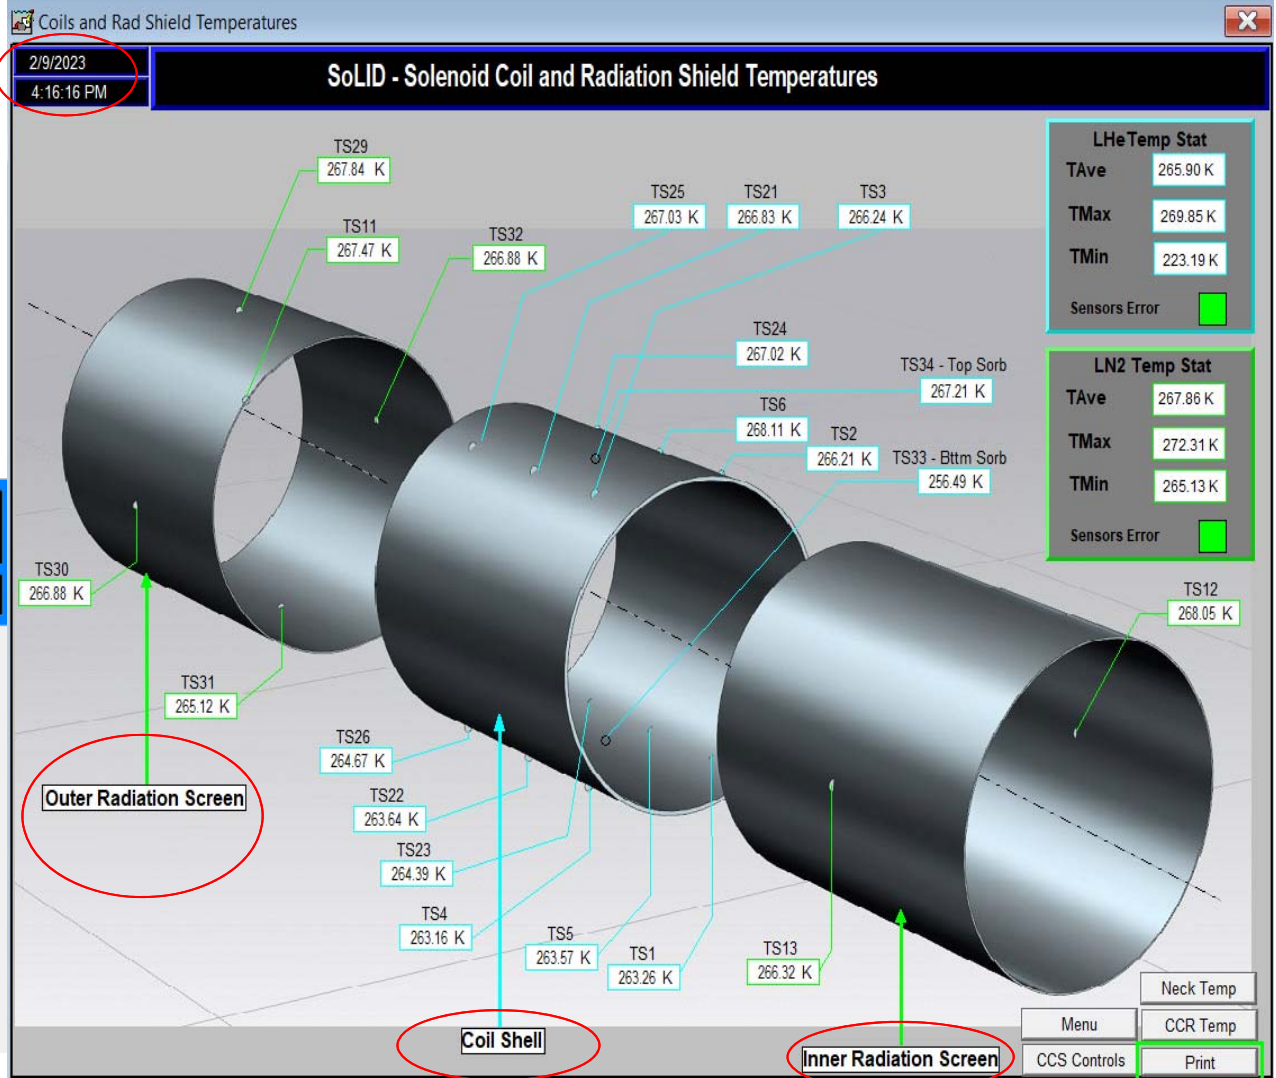 Coils and Rad Shield Temperatures
2/9/2023
4:16:16 PM
SoLID - Solenoid Coil and Radiation Shield Temperatures
LHeTemp Stat
TAve 265.90 K
TMax 269.85 K
TMin 223.19 K
Sensors Error
LN2 Temp Stat
TAve 267.86 K
TMax 272.31 K
TMin 265.13 K
Sensors Error
TS29
267.84 K
TS11
267.47 K
TS32
266.88 K
TS25
267.03 K
TS21
266.83 K
TS3
266.24 K
TS24
267.02 K
TS34 - Top Sorb
267.21 K
TS6
268.11 K
TS2
266.21 K
TS33 - Bttm Sorb
256.49 K
TS30
266.88 K
TS12
268.05 K
TS31
265.12 K
TS26
264.67 K
TS22
263.64 K
TS23
264.39 K
TS4
263.16 K
TS5
263.57 K
TS1
263.26 K
TS13
266.32 K
Outer Radiation Screen
Coil Shell
Inner Radiation Screen
Neck Temp
Menu
CCR Temp
CCS Controls
Print